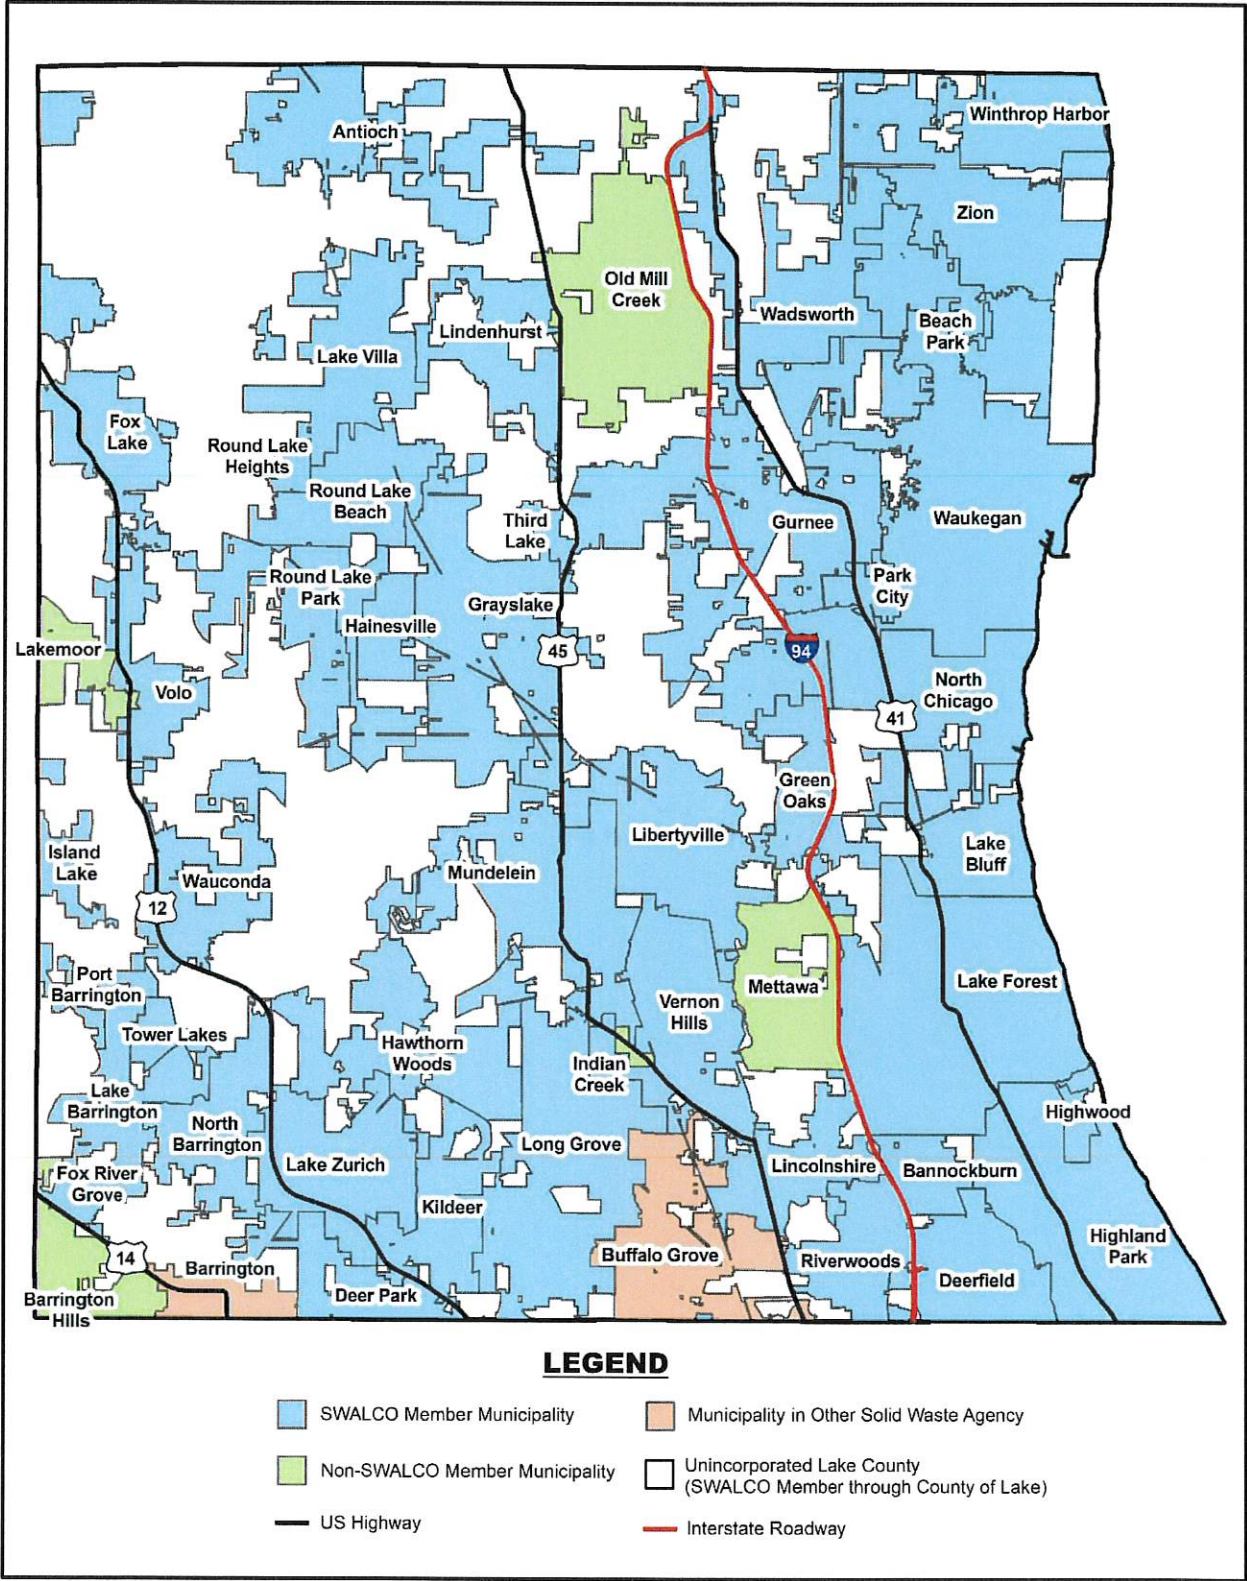 Antioch
Winthrop Harbor
Zion
Old Mill
Creek
Wadsworth
Beach
Park
Lindenhurst
Lake Villa
Fox
Lake
Round Lake
Heights
Round Lake
Beach
Third
Lake
Gurnee
Waukegan
Round Lake
Park
Park
City
Grayslake
Hainesville
Lakemoor
45
94
Volo
North
Chicago
41
Green
Oaks
Libertyville
Island
Lake
Lake
Bluff
Wauconda
Mundelein
12
Port
Barrington
Mettawa
Lake Forest
Vernon
Hills
Tower Lakes
Hawthorn
Woods
Indian
Creek
Lake
Barrington
Highwood
North
Barrington
Long Grove
Lake Zurich
Lincolnshire
Bannockburn
Fox River
Grove
Kildeer
14
Buffalo Grove
Riverwoods
Highland
Park
Barrington
Deer Park
Deerfield
Barrington
Hills
LEGEND
SWALCO Member Municipality
Municipality in Other Solid Waste Agency
Non-SWALCO Member Municipality
Unincorporated Lake County
(SWALCO Member through County of Lake)
US Highway
Interstate Roadway